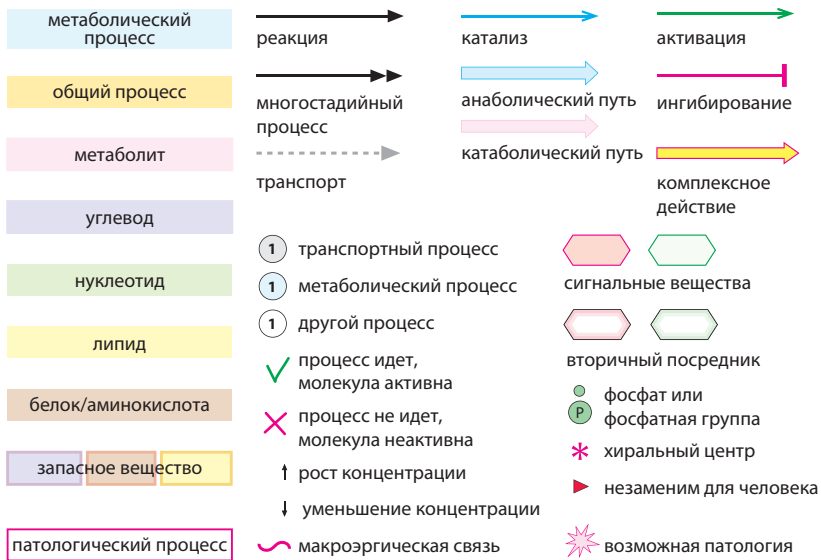 метаболический
процесс
общий процесс
метаболит
углевод
нуклеотид
липид
белок/аминокислота
запасное вещество
патологический процесс
реакция
многостадийный
процесс
транспорт
катализ
анаболический путь
катаболический путь
активация
ингибирование
комплексное
действие
1 транспортный процесс
1 метаболический процесс
1 другой процесс
процесс идет,
молекула активна
процесс не идет,
молекула неактивна
рост концентрации
уменьшение концентрации
макроэргическая связь
сигнальные вещества
вторичный посредник
P фосфат или
фосфатная группа
* хиральный центр
незаменим для человека
возможная патология